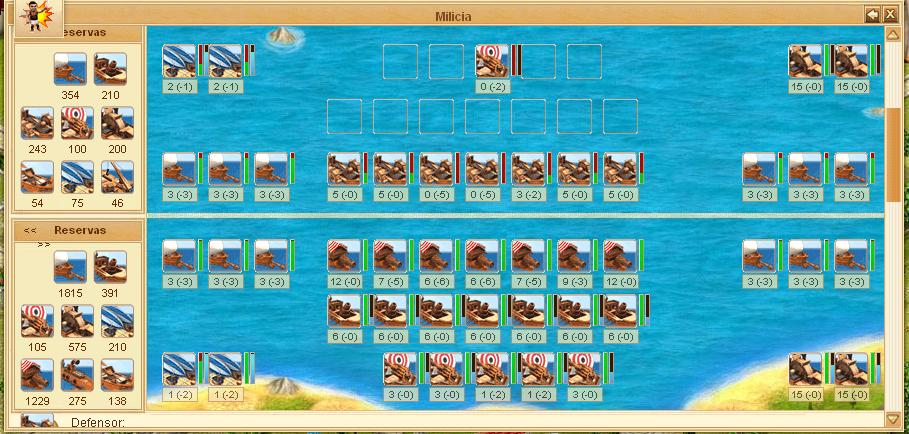 Milicia
Reservas
354 210
243 100 200
54 75 46
2 (-1) 2 (-1) 0 (-2) 15 (-0) 15 (-0)
3 (-3) 3 (-3) 3 (-3) 5 (-0) 5 (-0) 0 (-5) 0 (-5) 3 (-2) 5 (-0) 5 (-0) 3 (-3) 3 (-3) 3 (-3)
<< Reservas
>>
1815 391
105 575 210
1229 275 138
3 (-3) 3 (-3) 3 (-3) 12 (-0) 7 (-5) 6 (-6) 6 (-6) 7 (-5) 9 (-3) 12 (-0) 3 (-3) 3 (-3) 3 (-3)
6 (-0) 6 (-0) 6 (-0) 6 (-0) 6 (-0) 6 (-0) 6 (-0)
1 (-2) 1 (-2) 3 (-0) 3 (-0) 1 (-2) 1 (-2) 3 (-0) 15 (-0) 15 (-0)
Defensor: